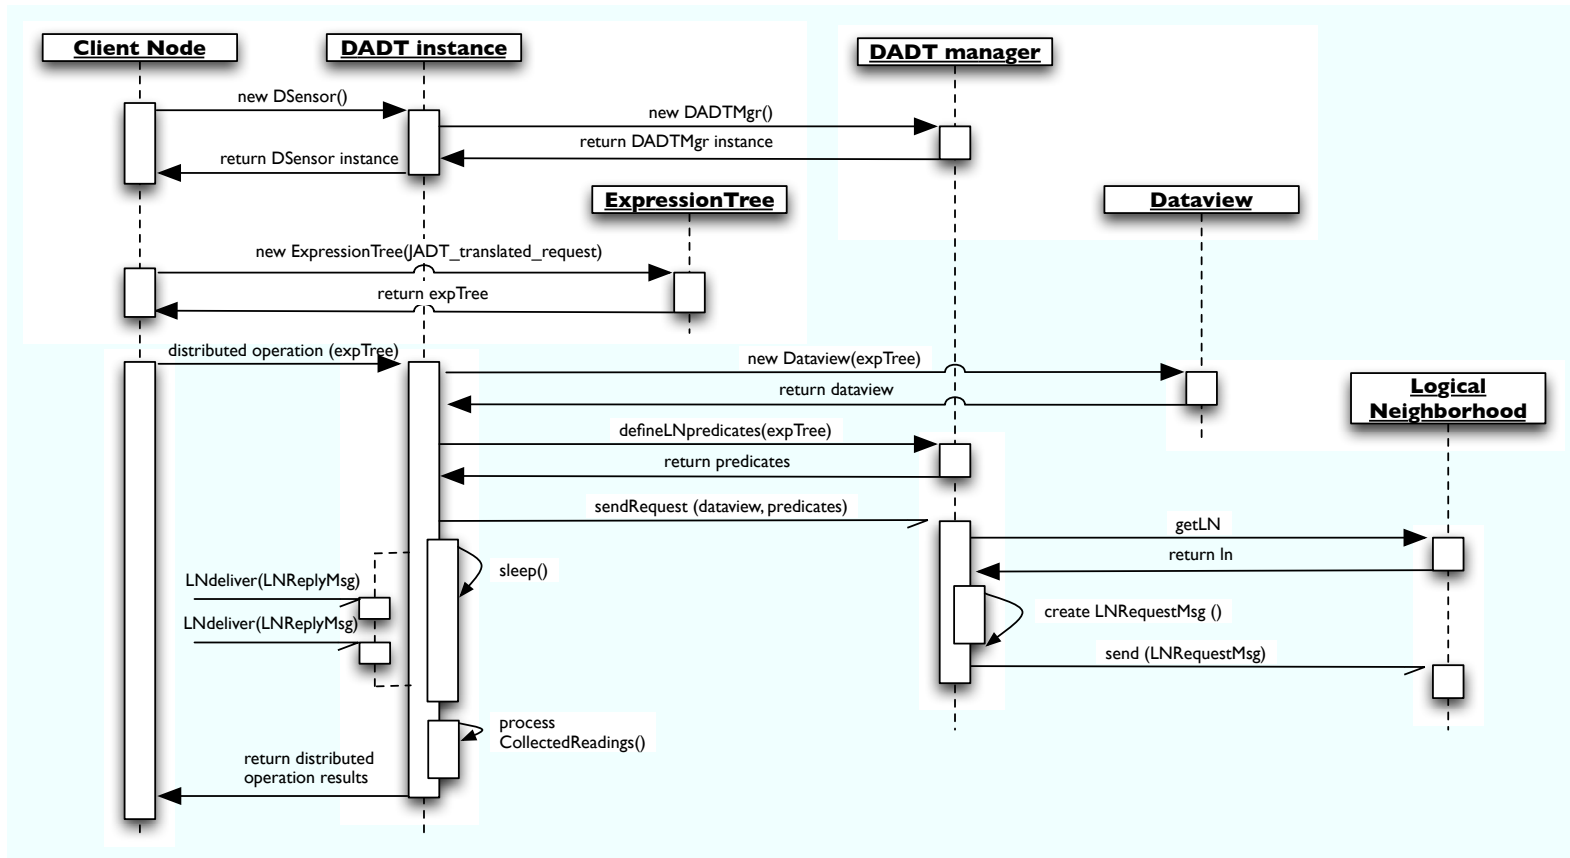 Client Node
DADT instance
DADT manager
new DSensor()
new DADTMgr()
return DADTMgr instance
return DSensor instance
ExpressionTree
Dataview
new ExpressionTree(JADT_translated_request)
return expTree
distributed operation (expTree)
new Dataview(expTree)
return dataview
Logical
Neighborhood
defineLNpredicates(expTree)
return predicates
sendRequest (dataview, predicates)
getLN
return ln
sleep()
LNdeliver(LNReplyMsg)
create LNRequestMsg ()
LNdeliver(LNReplyMsg)
send (LNRequestMsg)
process
CollectedReadings()
return distributed
operation results